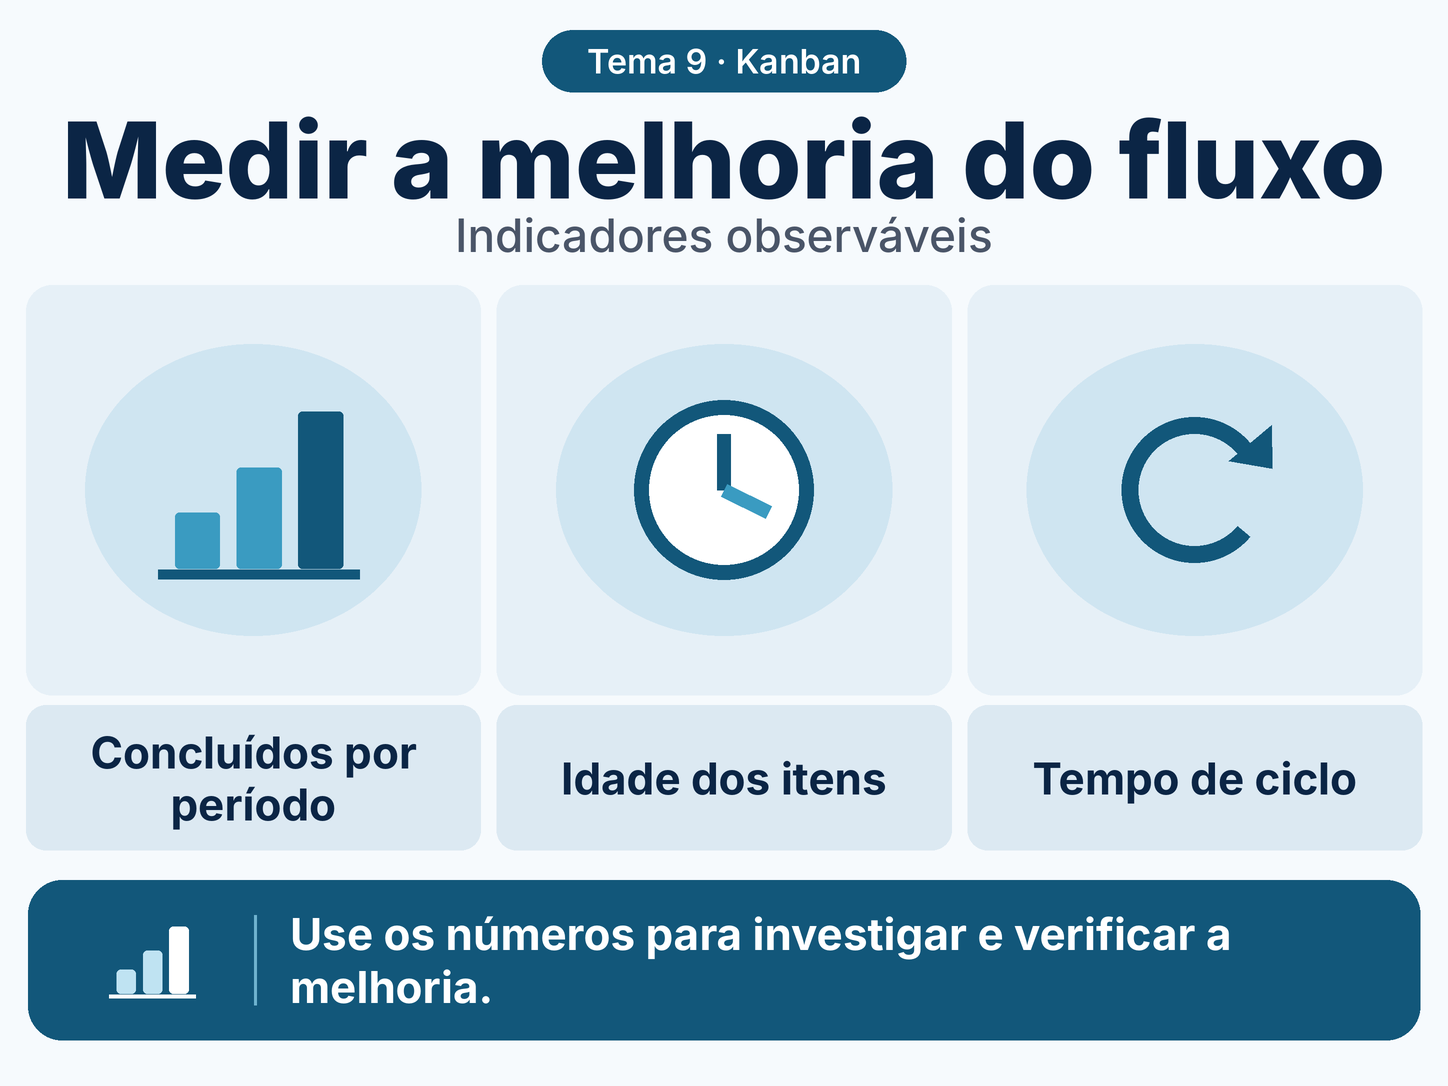 Tema 9 · Kanban
Medir a melhoria do fluxo
Indicadores observáveis
Concluídos por
período
Idade dos itens
Tempo de ciclo
Use os números para investigar e verificar a
melhoria.